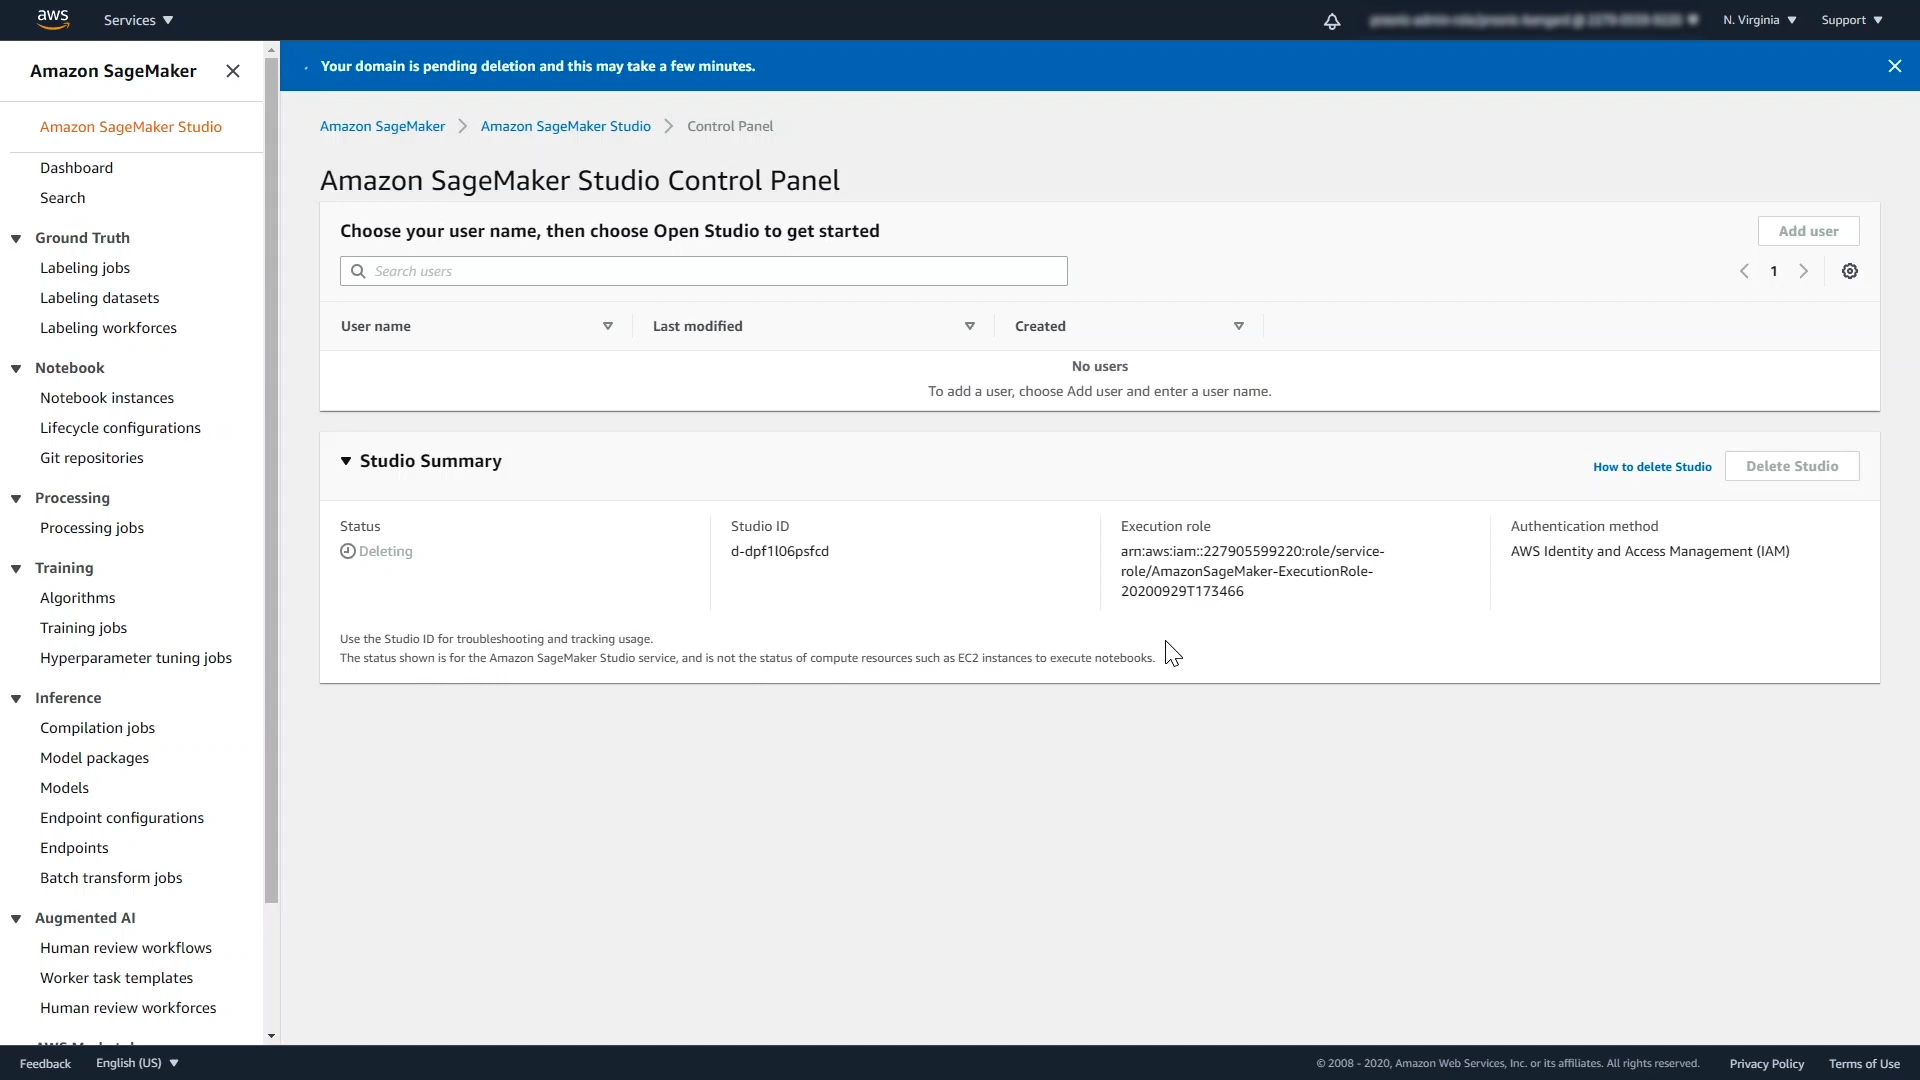 aws
Services
N. Virginia
Support
Amazon SageMaker
Your domain is pending deletion and this may take a few minutes.
Amazon SageMaker Studio
Dashboard
Search
Ground Truth
Labeling jobs
Labeling datasets
Labeling workforces
Notebook
Notebook instances
Lifecycle configurations
Git repositories
Processing
Processing jobs
Training
Algorithms
Training jobs
Hyperparameter tuning jobs
Inference
Compilation jobs
Model packages
Models
Endpoint configurations
Endpoints
Batch transform jobs
Augmented AI
Human review workflows
Worker task templates
Human review workforces
Amazon SageMaker > Amazon SageMaker Studio > Control Panel
Amazon SageMaker Studio Control Panel
Choose your user name, then choose Open Studio to get started
Add user
Search users
1
User name
Last modified
Created
No users
To add a user, choose Add user and enter a user name.
Studio Summary
How to delete Studio
Delete Studio
Status
Deleting
Studio ID
d-dpf1l06psfcd
Execution role
arn:aws:iam::227905599220:role/service-
role/AmazonSageMaker-ExecutionRole-
20200929T173466
Authentication method
AWS Identity and Access Management (IAM)
Use the Studio ID for troubleshooting and tracking usage.
The status shown is for the Amazon SageMaker Studio service, and is not the status of compute resources such as EC2 instances to execute notebooks.
Feedback
English (US)
© 2008 - 2020, Amazon Web Services, Inc. or its affiliates. All rights reserved.
Privacy Policy
Terms of Use